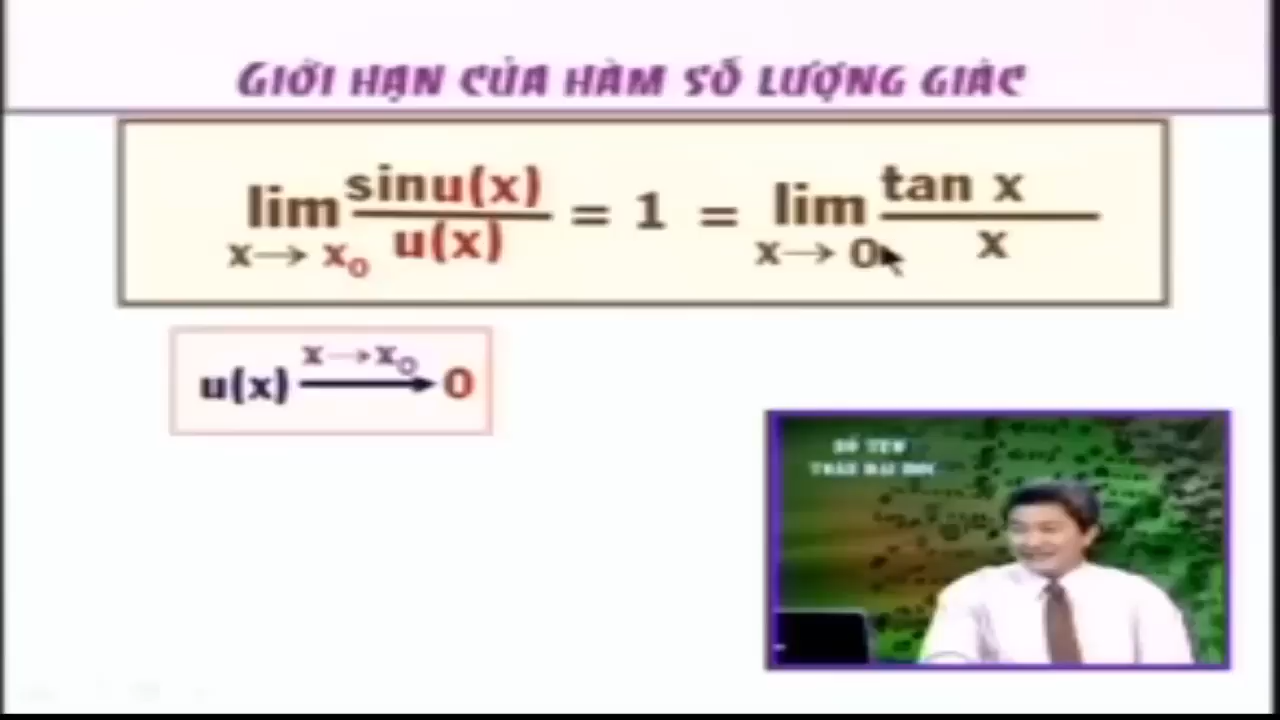 GIỚI HẠN CỦA HÀM SỐ LƯỢNG GIÁC
lim x→x₀ sinu(x)/u(x) = 1 = lim x→0 tan x/x
u(x) x→x₀ 0